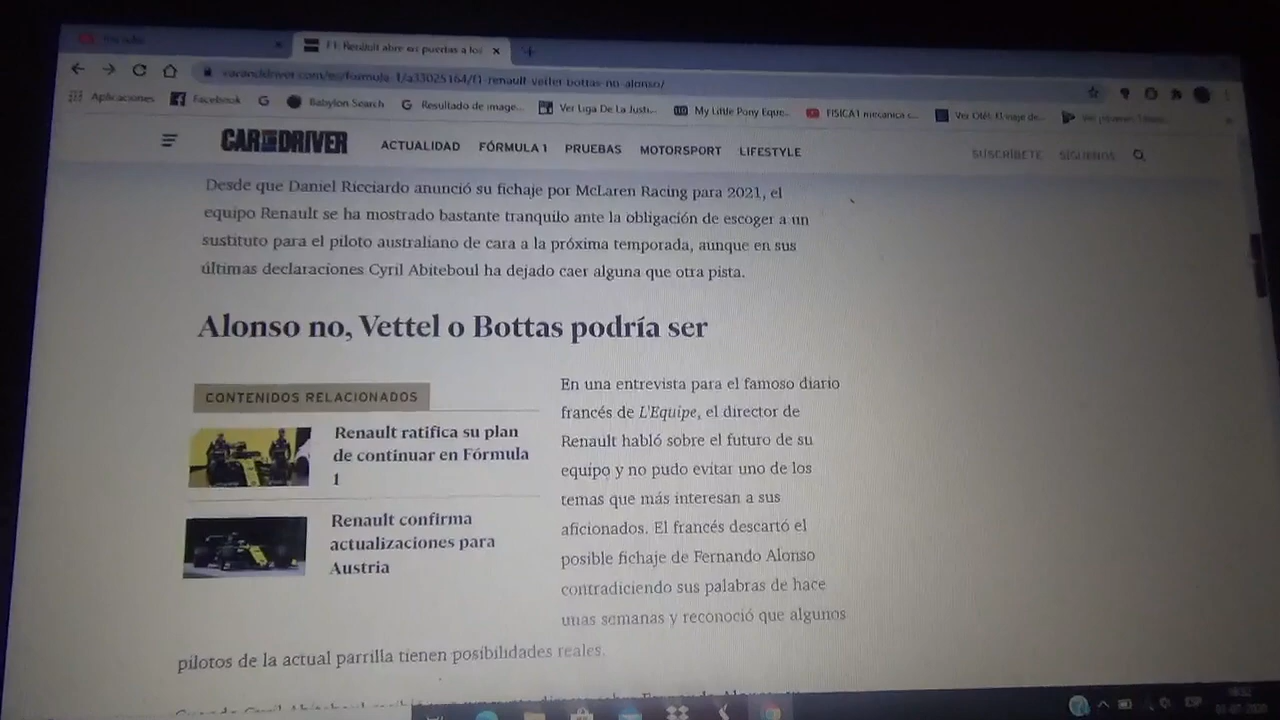 F1: Renault abre sus puertas a los
Aplicaciones
Facebook
Babylon Search
Resultado de image...
Ver Liga De La Justi...
My Little Pony Eque...
FISICA1 mecanica c...
CAR AND DRIVER
ACTUALIDAD
FÓRMULA 1
PRUEBAS
MOTORSPORT
LIFESTYLE
SUSCRÍBETE
SÍGUENOS
Desde que Daniel Ricciardo anunció su fichaje por McLaren Racing para 2021, el
equipo Renault se ha mostrado bastante tranquilo ante la obligación de escoger a un
sustituto para el piloto australiano de cara a la próxima temporada, aunque en sus
últimas declaraciones Cyril Abiteboul ha dejado caer alguna que otra pista.
Alonso no, Vettel o Bottas podría ser
CONTENIDOS RELACIONADOS
Renault ratifica su plan
de continuar en Fórmula
1
Renault confirma
actualizaciones para
Austria
En una entrevista para el famoso diario
francés de L'Equipe, el director de
Renault habló sobre el futuro de su
equipo y no pudo evitar uno de los
temas que más interesan a sus
aficionados. El francés descartó el
posible fichaje de Fernando Alonso
contradiciendo sus palabras de hace
unas semanas y reconoció que algunos
pilotos de la actual parrilla tienen posibilidades reales.
ESP